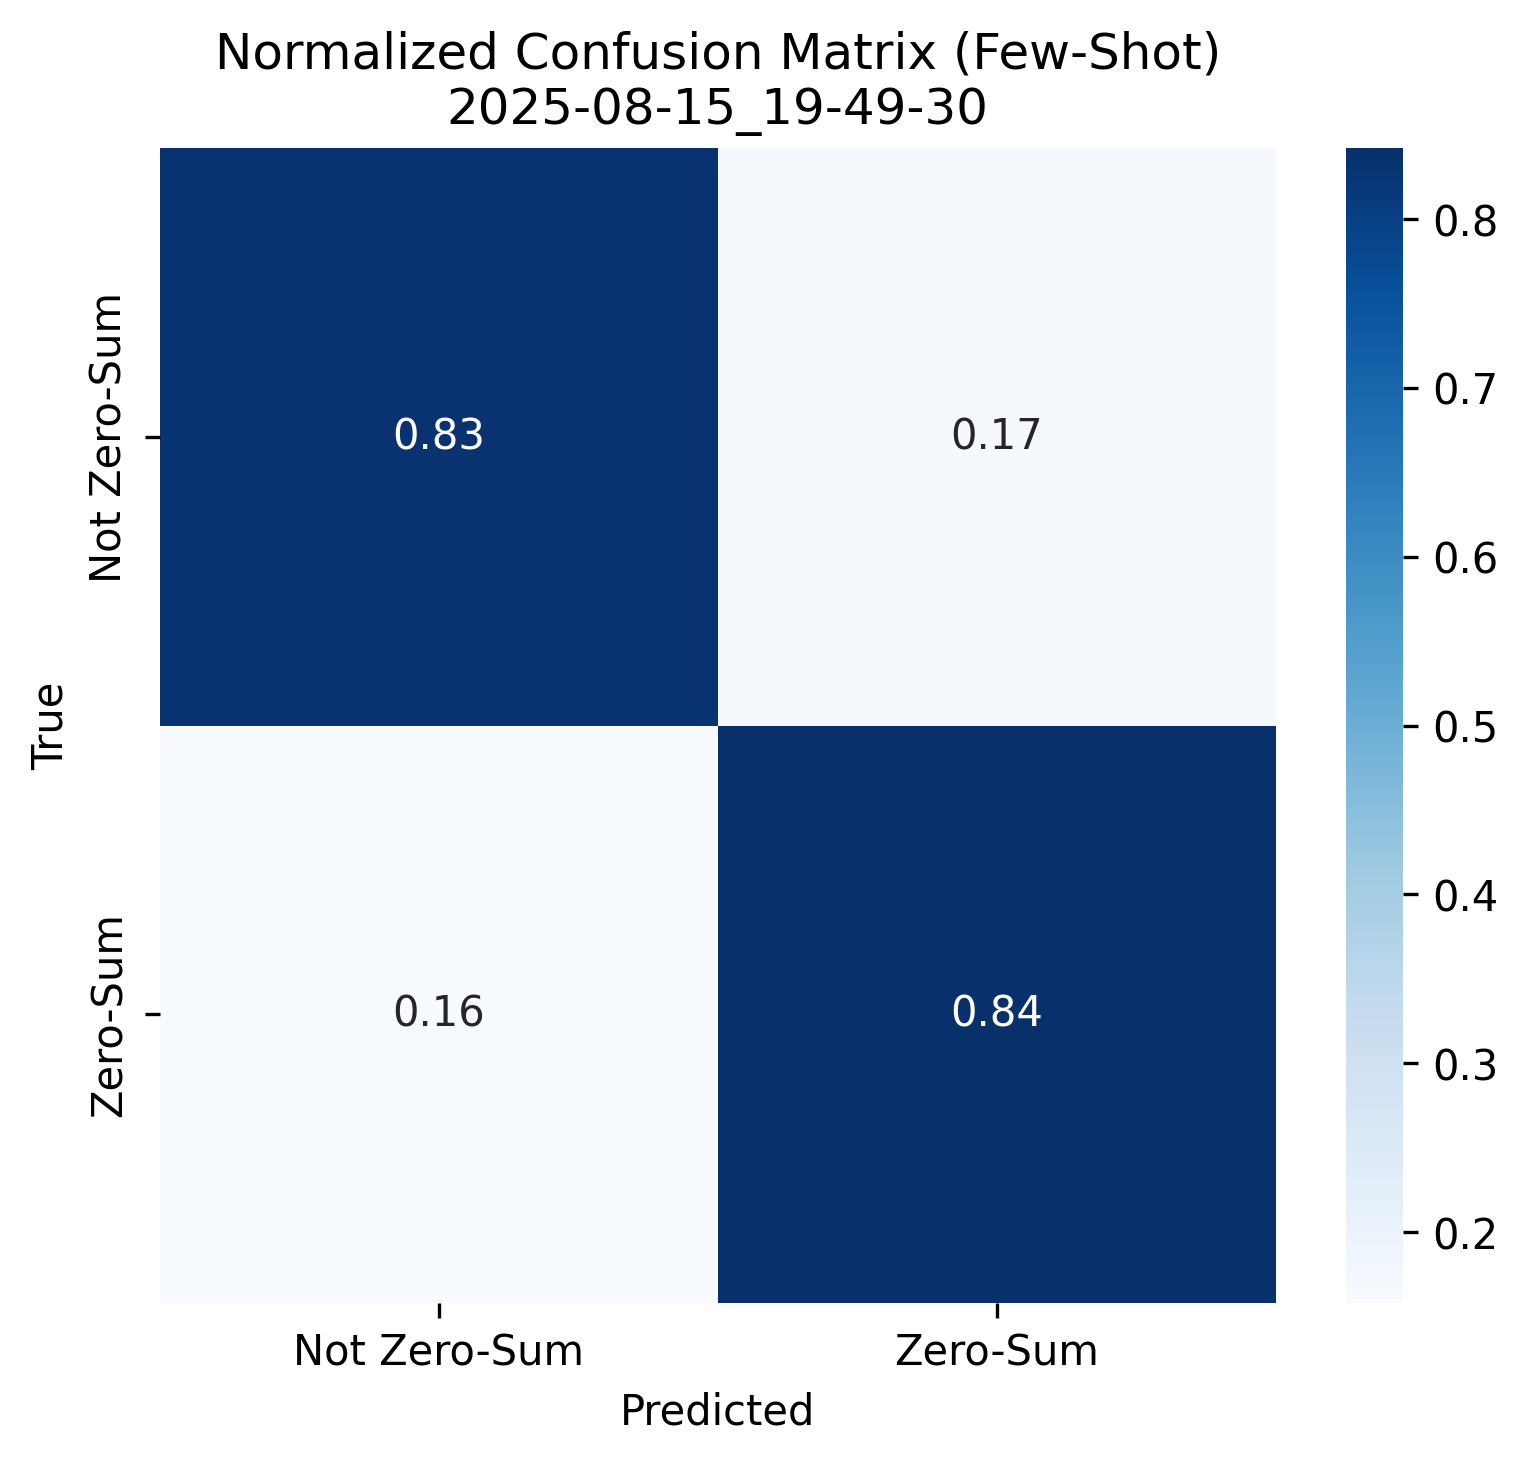 Normalized Confusion Matrix (Few-Shot)
2025-08-15_19-49-30
True
Not Zero-Sum
Zero-Sum
0.83
0.17
0.16
0.84
Not Zero-Sum
Zero-Sum
Predicted
0.8
0.7
0.6
0.5
0.4
0.3
0.2